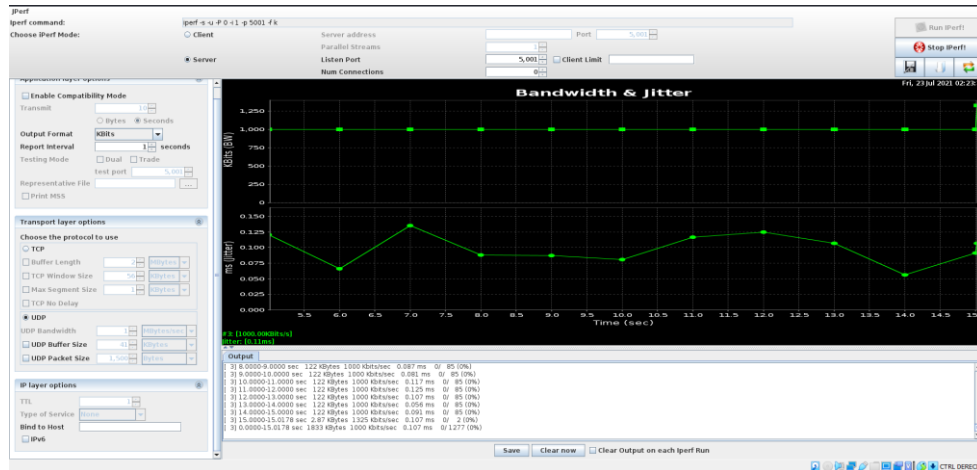 JPerf
Iperf command: iperf -s -u -P 0 -i 1 -p 5001 -f k
Choose iPerf Mode: Client Server address Port 5,001
Parallel Streams 1
Server Listen Port 5,001 Client Limit
Num Connections 0
Run IPerf!
Stop IPerf!
Application layer options
Enable Compatibility Mode
Transmit 10
Bytes Seconds
Output Format KBits
Report Interval 1 seconds
Testing Mode Dual Trade
test port 5,001
Representative File ...
Print MSS
Transport layer options
Choose the protocol to use
TCP
Buffer Length 2 MBytes
TCP Window Size 56 KBytes
Max Segment Size 1 KBytes
TCP No Delay
UDP
UDP Bandwidth 1 MBytes/sec
UDP Buffer Size 41 KBytes
UDP Packet Size 1,500 Bytes
IP layer options
TTL 1
Type of Service None
Bind to Host
IPv6
Fri, 23 Jul 2021 02:23:
Bandwidth & Jitter
KBits (BW)
1,250
1,000
750
500
250
0
ms (Jitter)
0.150
0.125
0.100
0.075
0.050
0.025
0.000
5.5 6.0 6.5 7.0 7.5 8.0 8.5 9.0 9.5 10.0 10.5 11.0 11.5 12.0 12.5 13.0 13.5 14.0 14.5 15
Time (sec)
#3: [1000.00KBits/s]
Jitter: [0.11ms]
Output
[ 3] 8.0000-9.0000 sec 122 KBytes 1000 Kbits/sec 0.087 ms 0/ 85 (0%)
[ 3] 9.0000-10.0000 sec 122 KBytes 1000 Kbits/sec 0.081 ms 0/ 85 (0%)
[ 3] 10.0000-11.0000 sec 122 KBytes 1000 Kbits/sec 0.117 ms 0/ 85 (0%)
[ 3] 11.0000-12.0000 sec 122 KBytes 1000 Kbits/sec 0.125 ms 0/ 85 (0%)
[ 3] 12.0000-13.0000 sec 122 KBytes 1000 Kbits/sec 0.107 ms 0/ 85 (0%)
[ 3] 13.0000-14.0000 sec 122 KBytes 1000 Kbits/sec 0.056 ms 0/ 85 (0%)
[ 3] 14.0000-15.0000 sec 122 KBytes 1000 Kbits/sec 0.091 ms 0/ 85 (0%)
[ 3] 15.0000-15.0178 sec 2.87 KBytes 1325 Kbits/sec 0.107 ms 0/ 2 (0%)
[ 3] 0.0000-15.0178 sec 1833 KBytes 1000 Kbits/sec 0.107 ms 0/1277 (0%)
Save Clear now Clear Output on each Iperf Run
CTRL DEREC